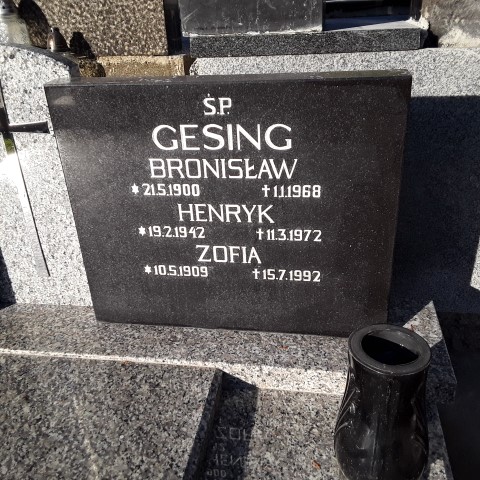 Ś.P.
GESING
BRONISŁAW
*21.5.1900 †1.1.1968
HENRYK
*19.2.1942 †11.3.1972
ZOFIA
*10.5.1909 †15.7.1992